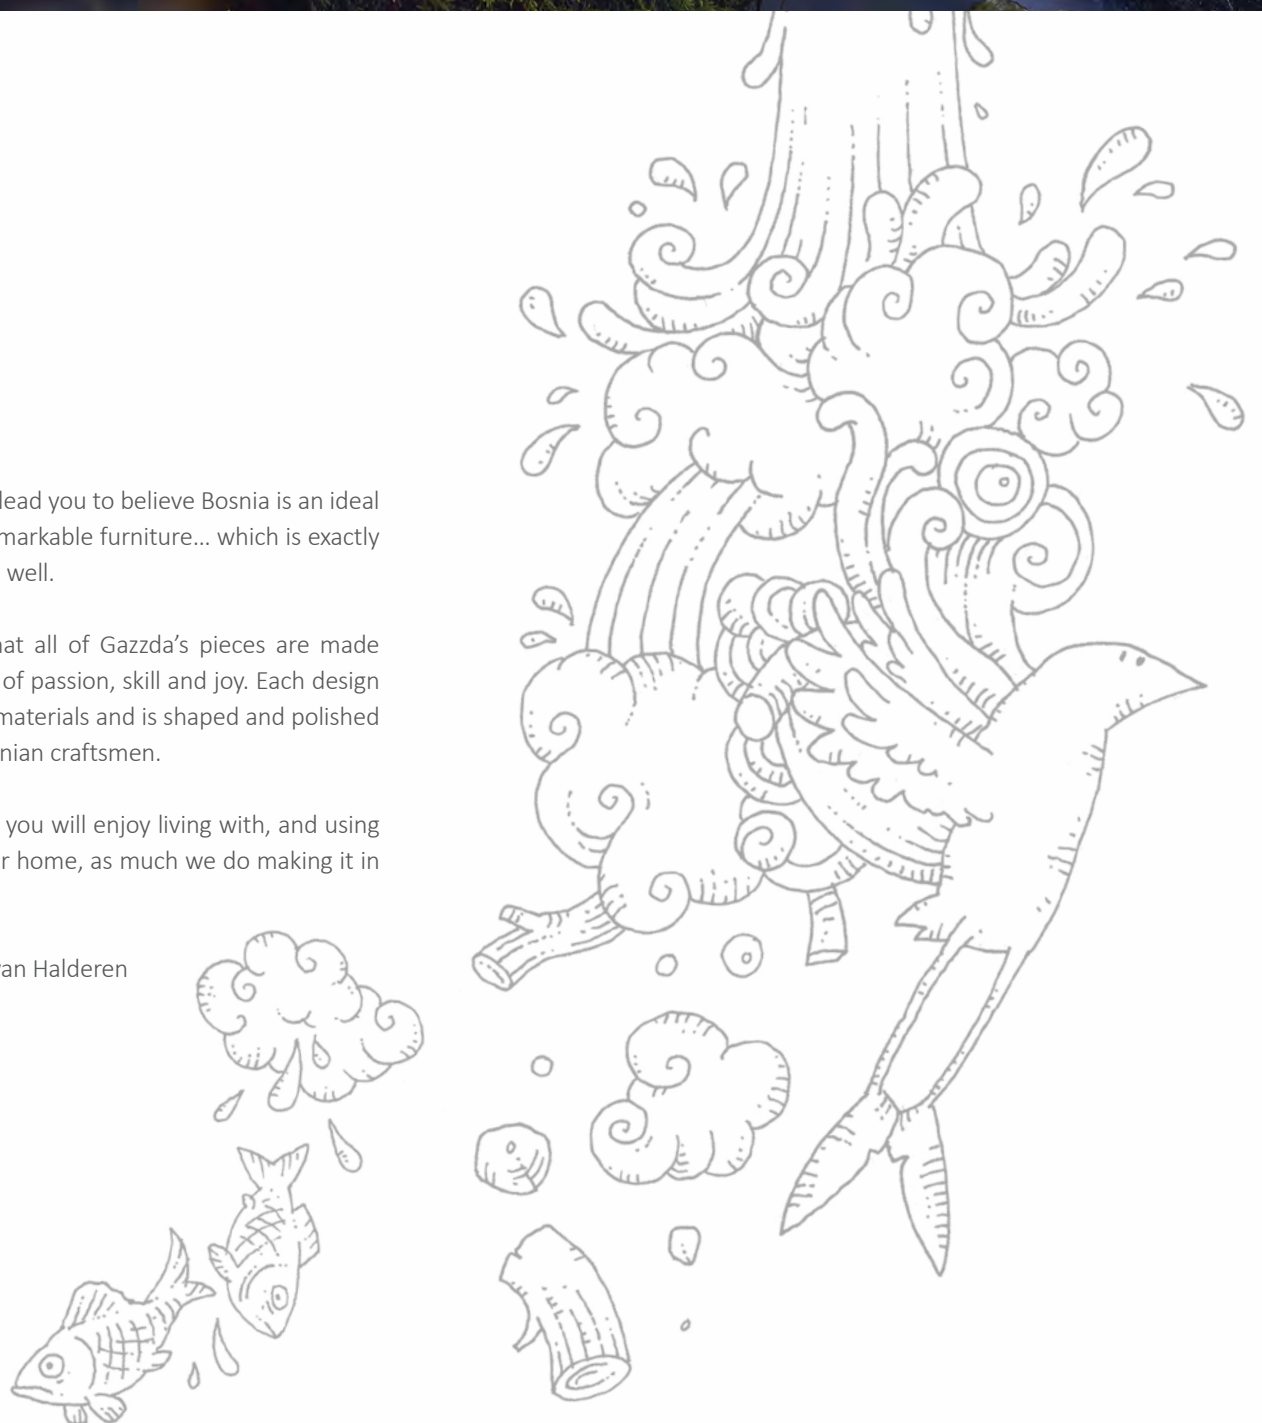 lead you to believe Bosnia is an ideal
markable furniture... which is exactly
well.
at all of Gazzda’s pieces are made
of passion, skill and joy. Each design
materials and is shaped and polished
nian craftsmen.
you will enjoy living with, and using
r home, as much we do making it in
van Halderen